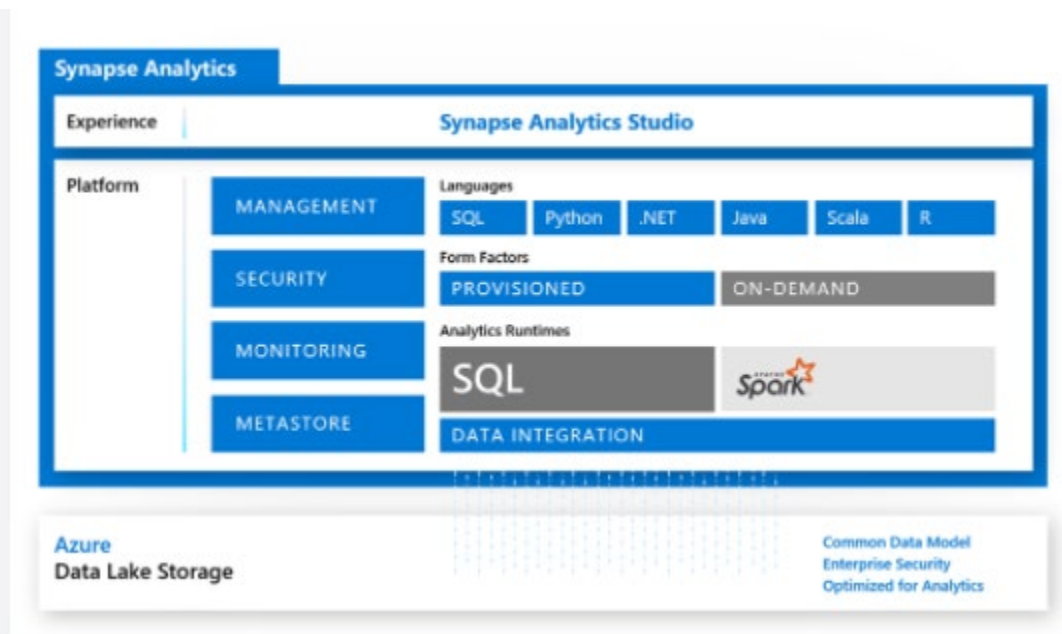 Synapse Analytics
Experience
Synapse Analytics Studio
Platform
MANAGEMENT
SECURITY
MONITORING
METASTORE
Languages
SQL
Python
.NET
Java
Scala
R
Form Factors
PROVISIONED
ON-DEMAND
Analytics Runtimes
SQL
APACHE
Spark
DATA INTEGRATION
Azure
Data Lake Storage
Common Data Model
Enterprise Security
Optimized for Analytics